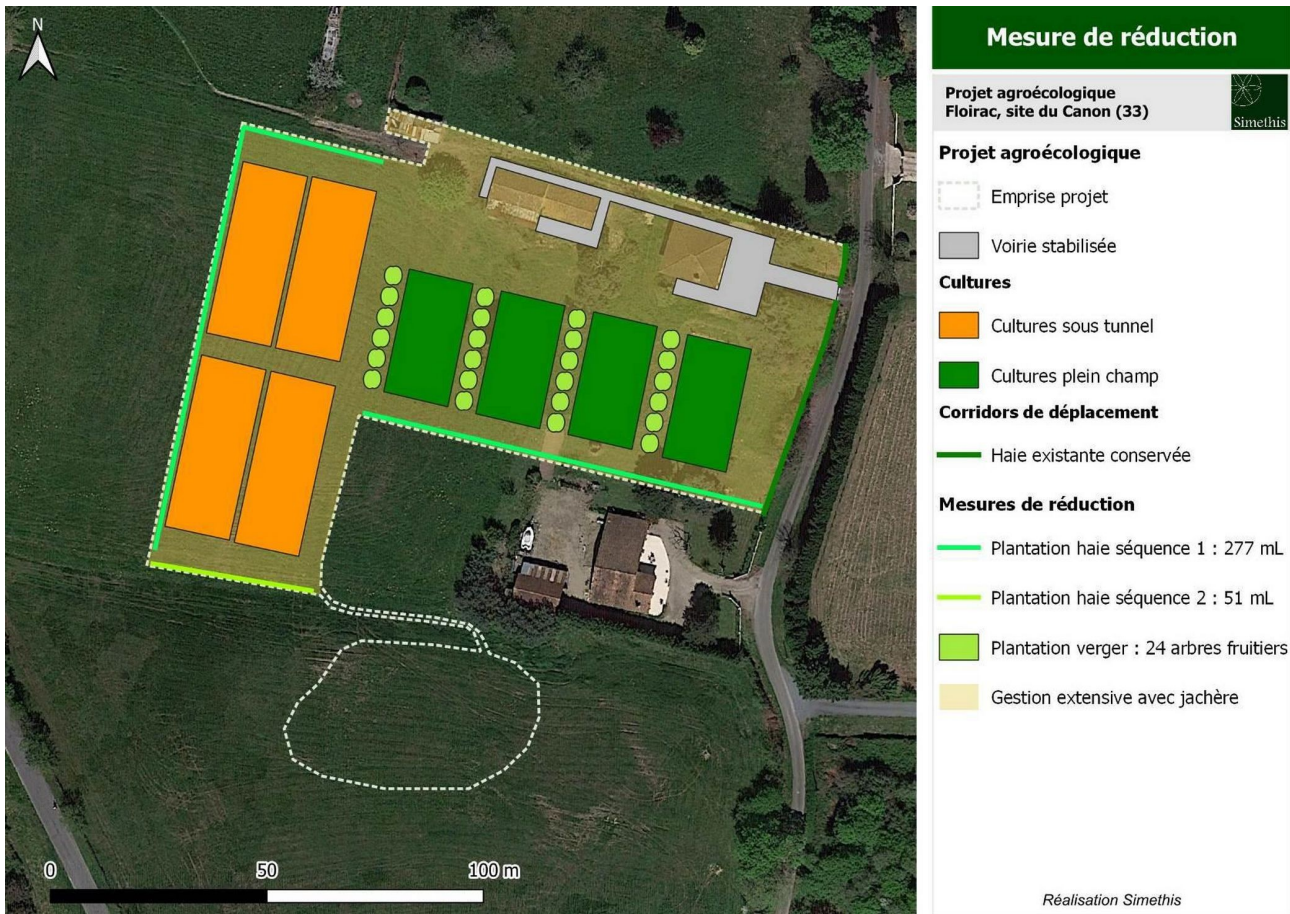 N
0
50
100 m
Mesure de réduction
Projet agroécologique
Floirac, site du Canon (33)
Simethis
Projet agroécologique
Emprise projet
Voirie stabilisée
Cultures
Cultures sous tunnel
Cultures plein champ
Corridors de déplacement
Haie existante conservée
Mesures de réduction
Plantation haie séquence 1 : 277 mL
Plantation haie séquence 2 : 51 mL
Plantation verger : 24 arbres fruitiers
Gestion extensive avec jachère
Réalisation Simethis